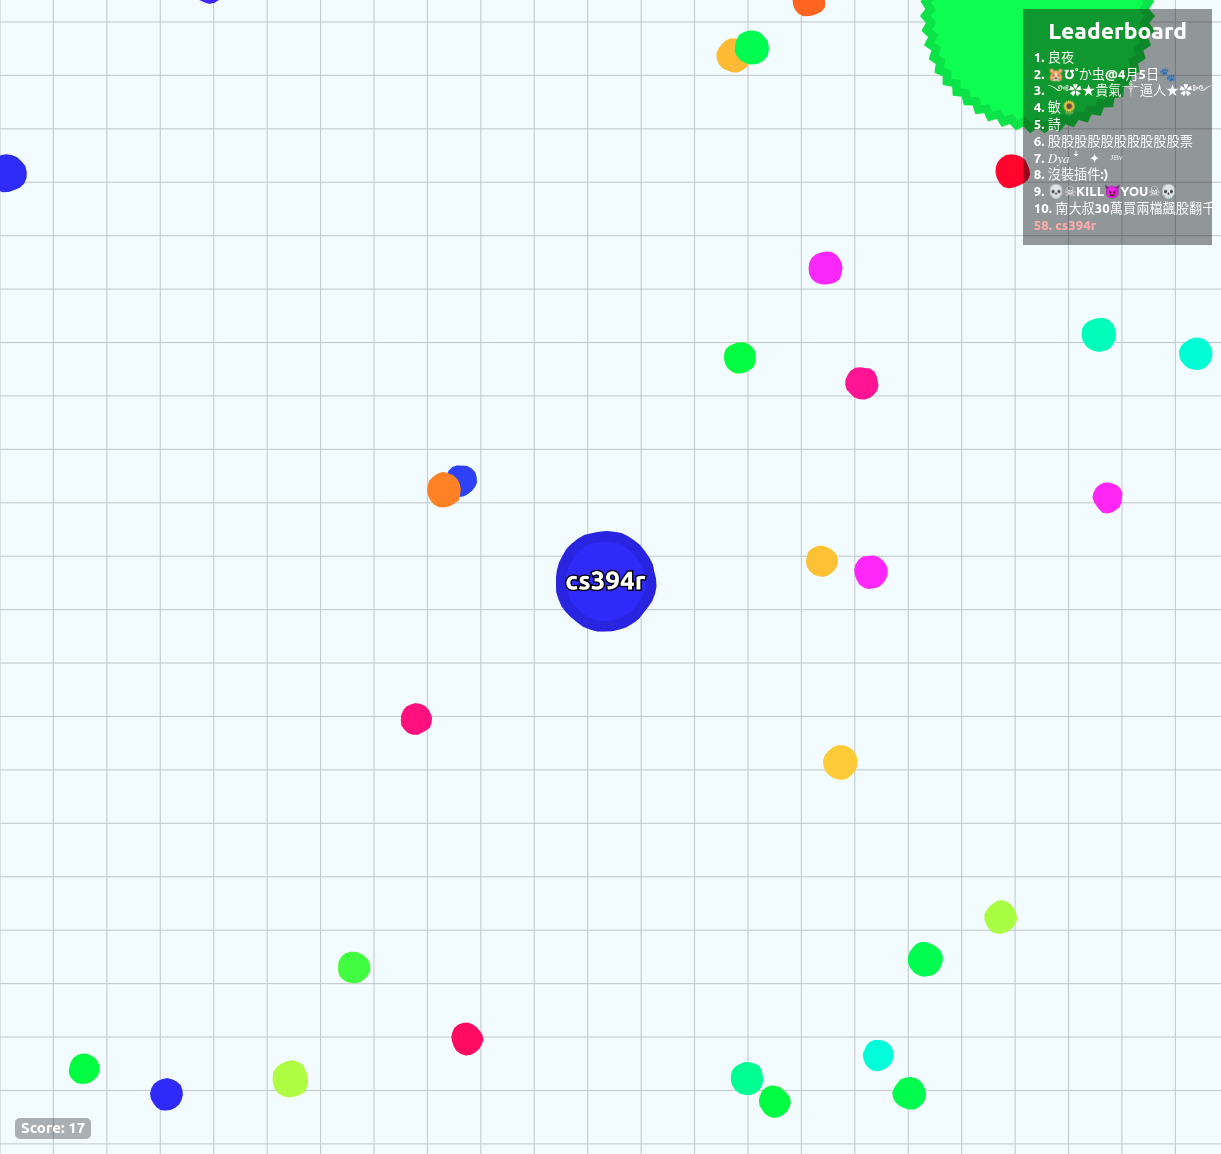 Leaderboard
1. 良夜
2. 🐹℧˚か虫@4月5日🐾
3. ࿐✽★貴氣⍑逼人★✽࿐
4. 敏🌻
5. 詩
6. 股股股股股股股股股股票
7. 𝐷𝑦𝑎 ⁺ ✦ ᴶᴮᵛ
8. 沒裝插件:)
9. 💀☠KILL😈YOU☠💀
10. 南大叔30萬買兩檔飆股翻千
58. cs394r
cs394r
Score: 17